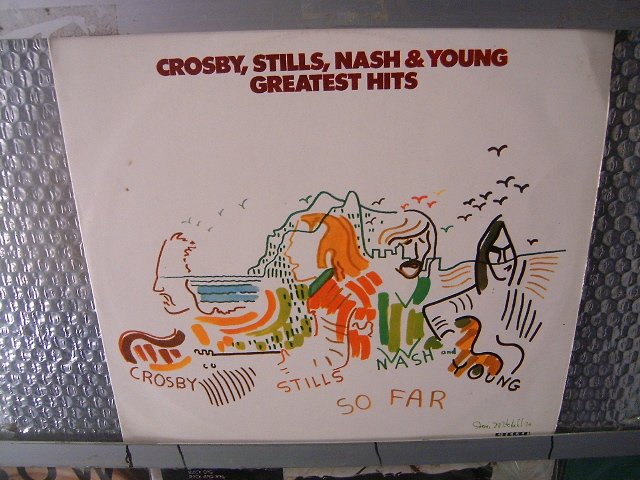 CROSBY, STILLS, NASH & YOUNG
GREATEST HITS
CROSBY
STILLS
NASH and YOUNG
SO FAR